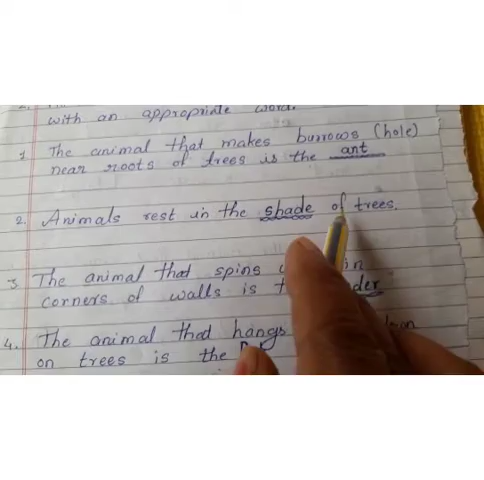 with an appropriate word.
1 The animal that makes burrows (hole)
near roots of trees is the ant
2. Animals rest in the shade of trees.
3 The animal that spins in
corners of walls is
4. The animal that hangs
on trees is the